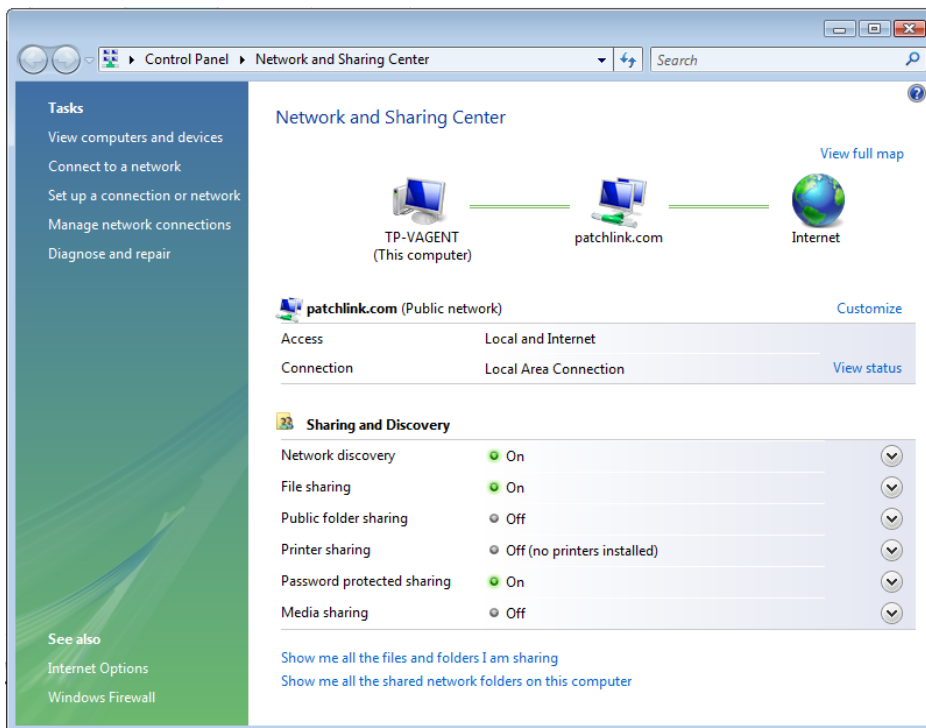 Control Panel Network and Sharing Center
Search
Tasks
View computers and devices
Connect to a network
Set up a connection or network
Manage network connections
Diagnose and repair
See also
Internet Options
Windows Firewall
Network and Sharing Center
View full map
TP-VAGENT
(This computer)
patchlink.com
Internet
patchlink.com (Public network) Customize
Access Local and Internet
Connection Local Area Connection View status
Sharing and Discovery
Network discovery On
File sharing On
Public folder sharing Off
Printer sharing Off (no printers installed)
Password protected sharing On
Media sharing Off
Show me all the files and folders I am sharing
Show me all the shared network folders on this computer